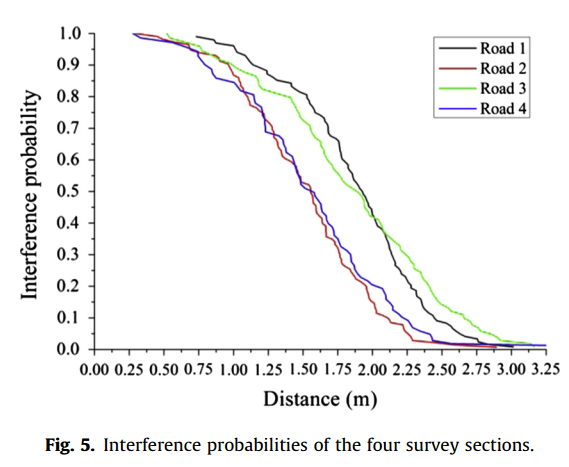 1.0
0.9
0.8
0.7
0.6
0.5
0.4
0.3
0.2
0.1
0.0
Interference probability
Road 1
Road 2
Road 3
Road 4
0.00 0.25 0.50 0.75 1.00 1.25 1.50 1.75 2.00 2.25 2.50 2.75 3.00 3.25
Distance (m)
Fig. 5. Interference probabilities of the four survey sections.